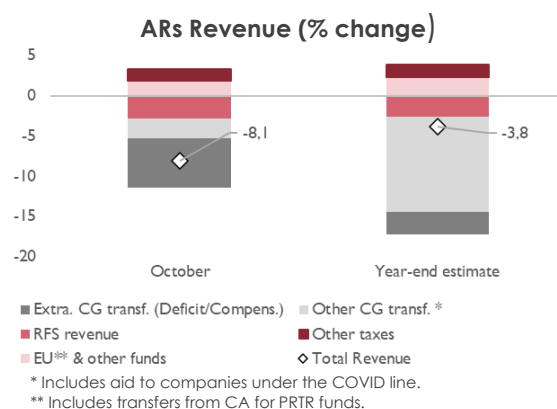 ARs Revenue (% change)
5
0
-5
-10
-15
-20
-8,1
-3,8
October
Year-end estimate
Extra. CG transf. (Deficit/Compens.)
Other CG transf. *
RFS revenue
Other taxes
EU** & other funds
Total Revenue
* Includes aid to companies under the COVID line.
** Includes transfers from CA for PRTR funds.